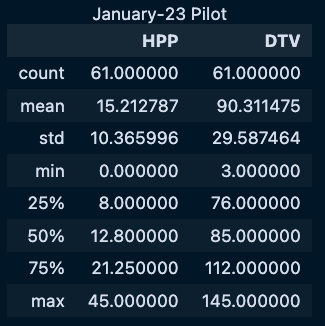 January-23 Pilot
HPP DTV
count 61.000000 61.000000
mean 15.212787 90.311475
std 10.365996 29.587464
min 0.000000 3.000000
25% 8.000000 76.000000
50% 12.800000 85.000000
75% 21.250000 112.000000
max 45.000000 145.000000